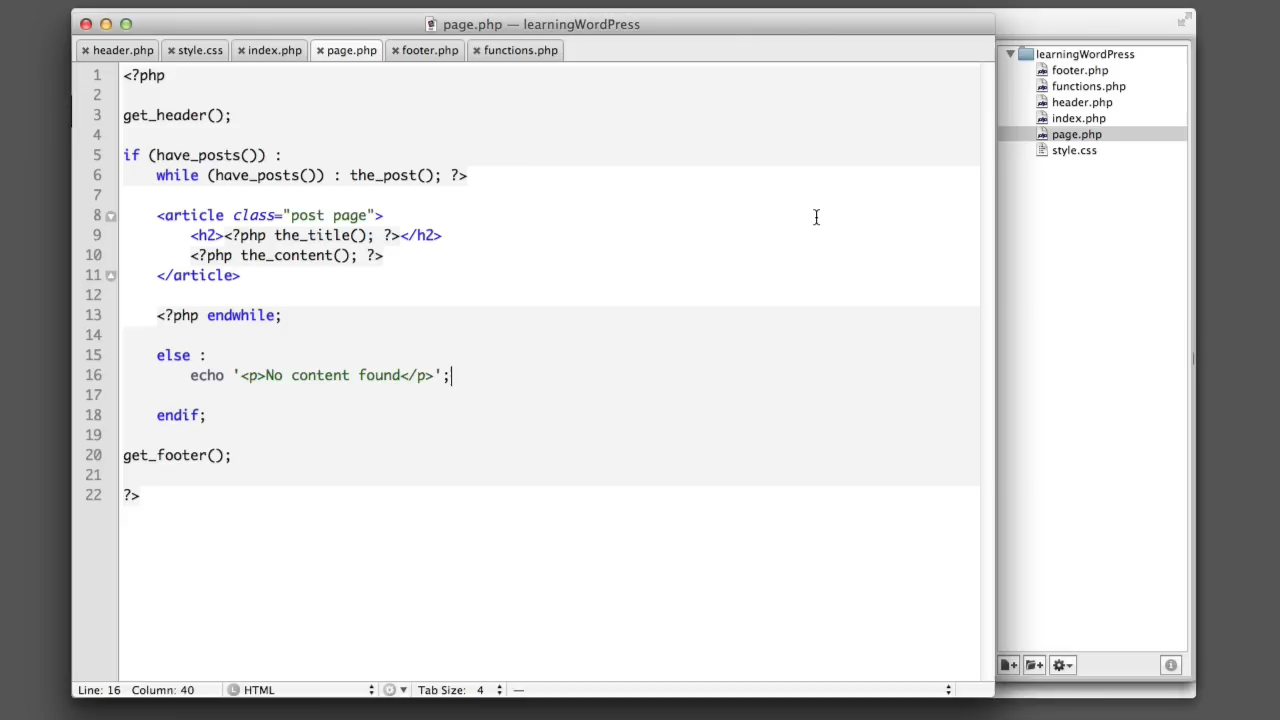 page.php — learningWordPress
header.php
style.css
index.php
page.php
footer.php
functions.php
1 <?php
2
3 get_header();
4
5 if (have_posts()) :
6 while (have_posts()) : the_post(); ?>
7
8 <article class="post page">
9 <h2><?php the_title(); ?></h2>
10 <?php the_content(); ?>
11 </article>
12
13 <?php endwhile;
14
15 else :
16 echo '<p>No content found</p>';
17
18 endif;
19
20 get_footer();
21
22 ?>
learningWordPress
footer.php
functions.php
header.php
index.php
page.php
style.css
Line: 16 Column: 40
L HTML
Tab Size: 4
—